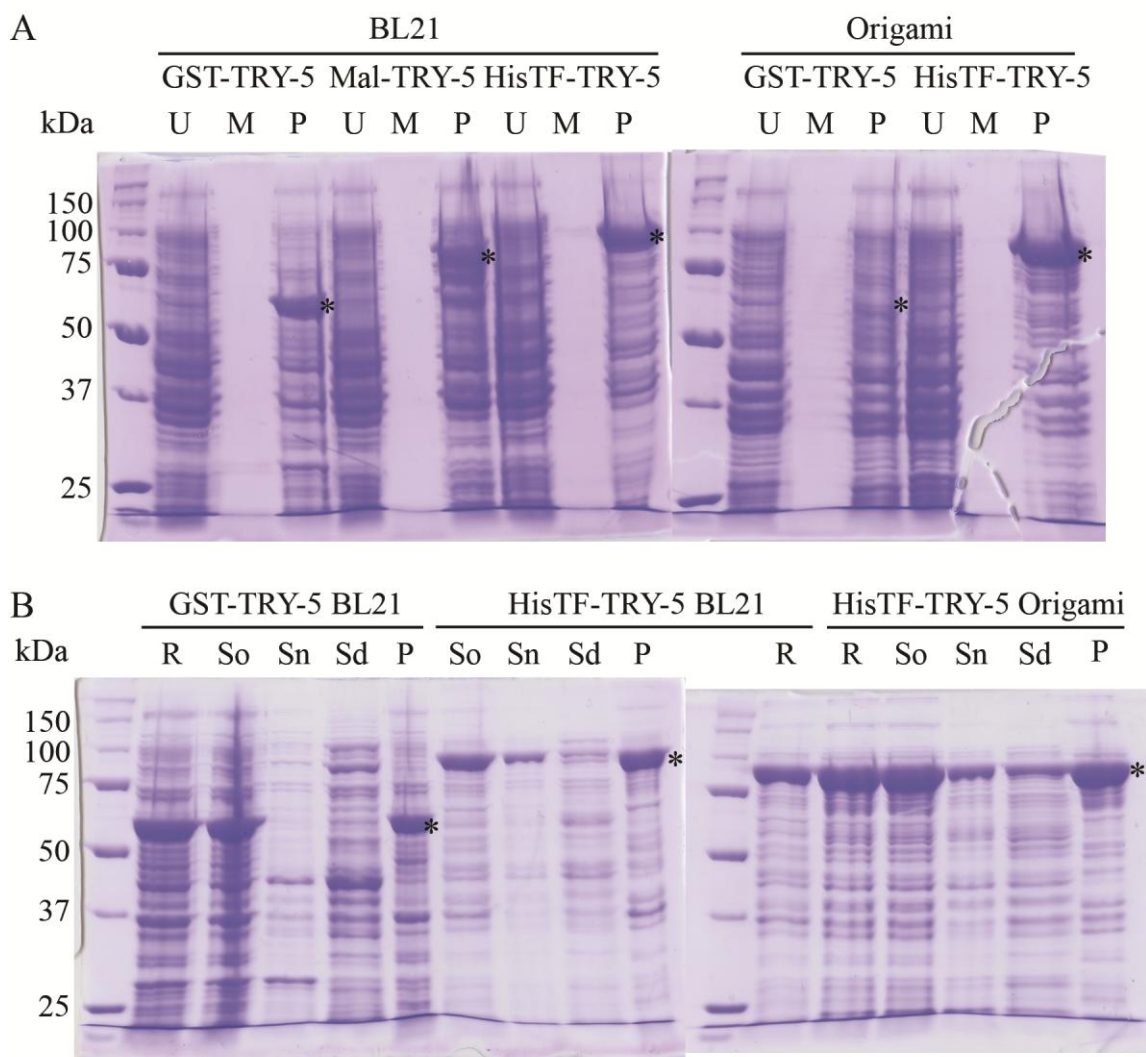 A
BL21
Origami
GST-TRY-5 Mal-TRY-5 HisTF-TRY-5
GST-TRY-5 HisTF-TRY-5
kDa U M P U M P U M P U M P U M P
150
100
75
50
37
25
* * * * *
B
GST-TRY-5 BL21
HisTF-TRY-5 BL21
HisTF-TRY-5 Origami
kDa R So Sn Sd P So Sn Sd P R R So Sn Sd P
150
100
75
50
37
25
* * *